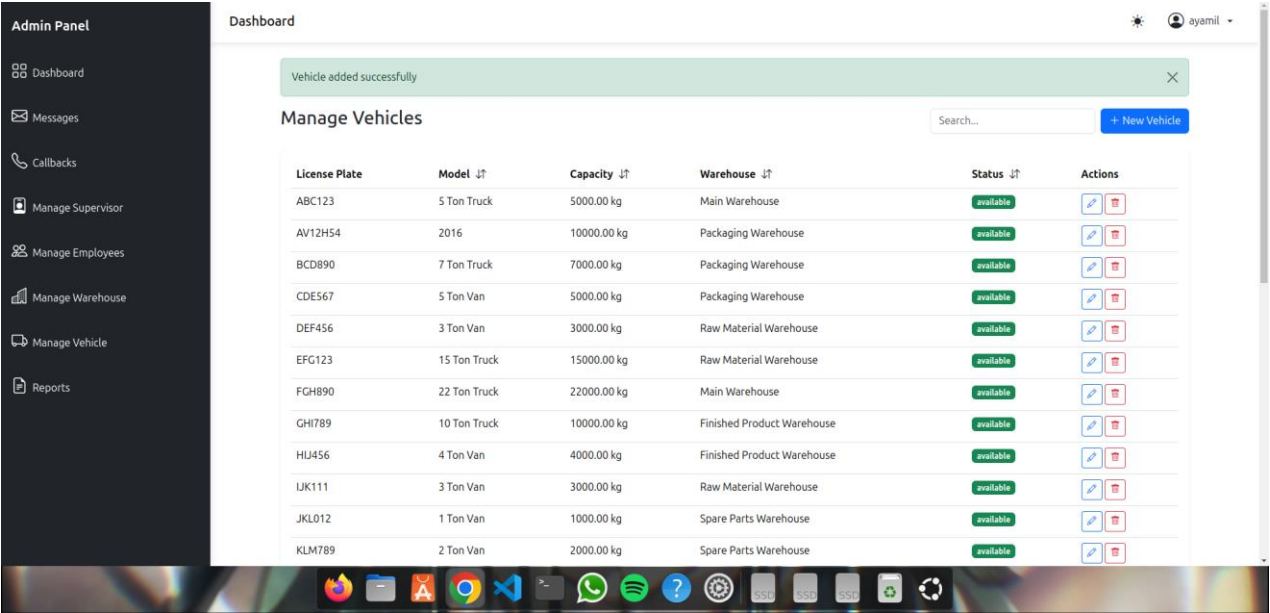 Admin Panel
Dashboard
ayamil
Dashboard
Messages
Callbacks
Manage Supervisor
Manage Employees
Manage Warehouse
Manage Vehicle
Reports
Vehicle added successfully
Manage Vehicles
Search...
+ New Vehicle
License Plate Model Capacity Warehouse Status Actions
ABC123 5 Ton Truck 5000.00 kg Main Warehouse available
AV12H54 2016 10000.00 kg Packaging Warehouse available
BCD890 7 Ton Truck 7000.00 kg Packaging Warehouse available
CDE567 5 Ton Van 5000.00 kg Packaging Warehouse available
DEF456 3 Ton Van 3000.00 kg Raw Material Warehouse available
EFG123 15 Ton Truck 15000.00 kg Raw Material Warehouse available
FGH890 22 Ton Truck 22000.00 kg Main Warehouse available
GHI789 10 Ton Truck 10000.00 kg Finished Product Warehouse available
HIJ456 4 Ton Van 4000.00 kg Finished Product Warehouse available
IJK111 3 Ton Van 3000.00 kg Raw Material Warehouse available
JKL012 1 Ton Van 1000.00 kg Spare Parts Warehouse available
KLM789 2 Ton Van 2000.00 kg Spare Parts Warehouse available
SSD SSD SSD